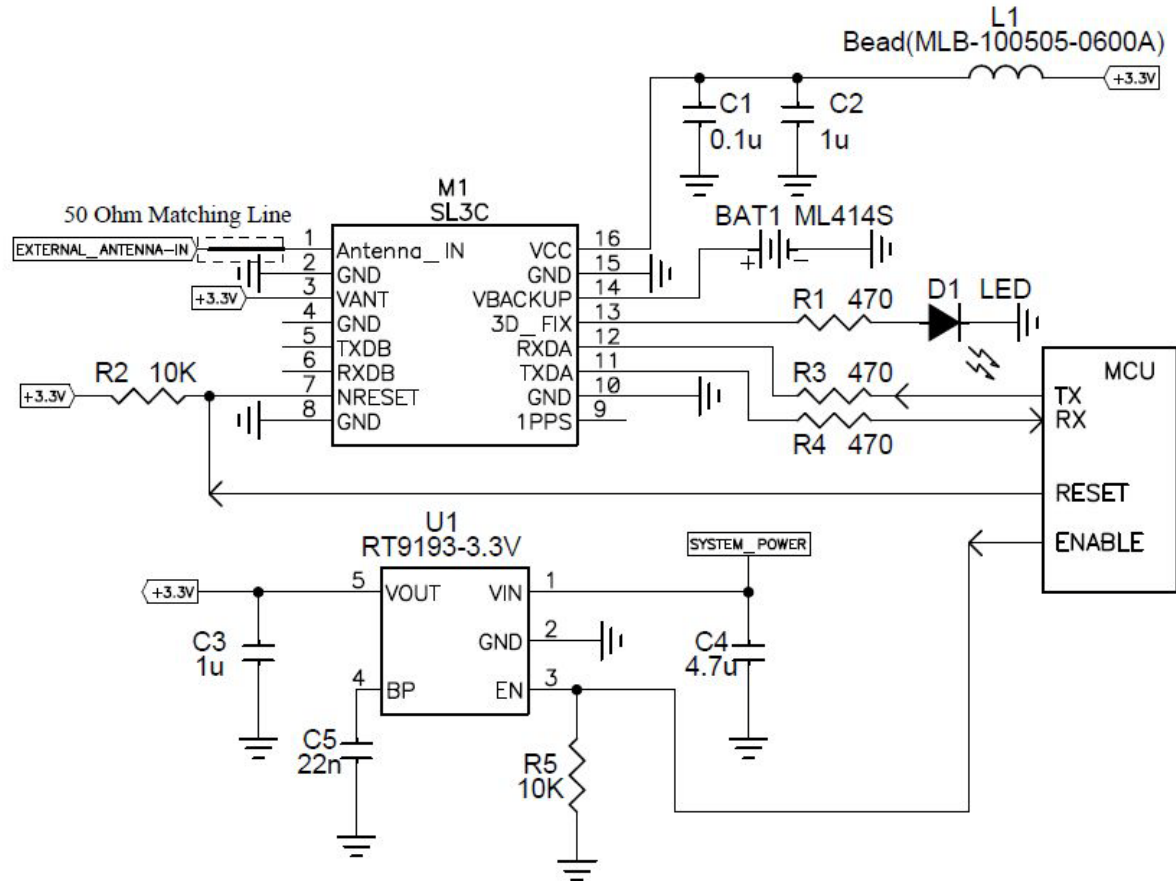 L1
Bead(MLB-100505-0600A)
+3.3V
C1
0.1u
C2
1u
M1
SL3C
50 Ohm Matching Line
EXTERNAL_ANTENNA-IN
+3.3V
BAT1 ML414S
+ −
1 Antenna_IN VCC 16
2 GND GND 15
3 VANT VBACKUP 14
4 GND 3D_FIX 13
5 TXDB RXDA 12
6 RXDB TXDA 11
7 NRESET GND 10
8 GND 1PPS 9
R1 470
D1 LED
R2 10K
+3.3V
R3 470
R4 470
MCU
TX
RX
RESET
ENABLE
U1
RT9193-3.3V
SYSTEM_POWER
+3.3V
5 VOUT VIN 1
GND 2
4 BP EN 3
C3
1u
C4
4.7u
C5
22n
R5
10K